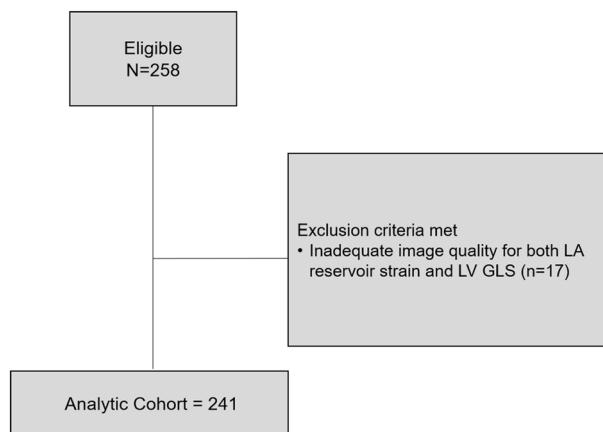 Eligible
N=258
Exclusion criteria met
• Inadequate image quality for both LA
reservoir strain and LV GLS (n=17)
Analytic Cohort = 241